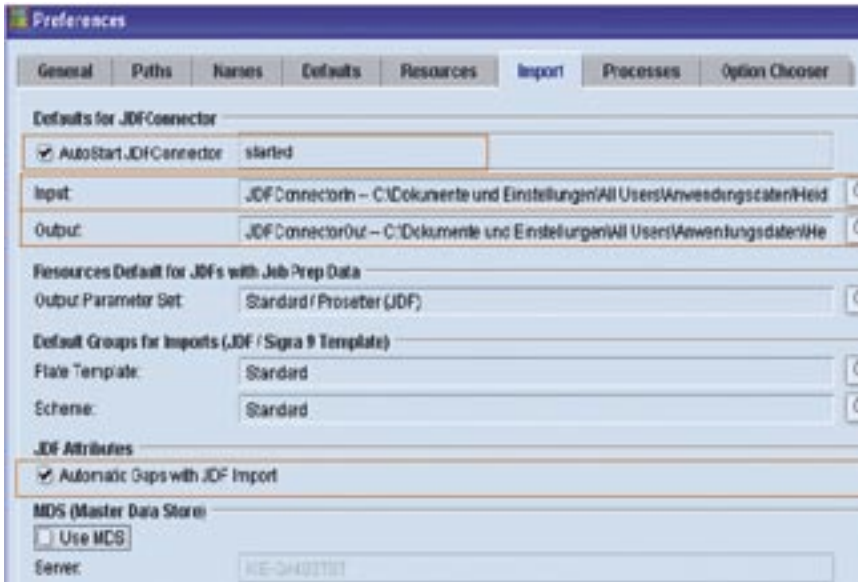 Preferences
General Paths Names Defaults Resources Import Processes Option Chooser
Defaults for JDFConnector
AutoStart JDFConnector started
Input: JDFConnectorIn – C:\Dokumente und Einstellungen\All Users\Anwendungsdaten\Heid
Output: JDFConnectorOut – C:\Dokumente und Einstellungen\All Users\Anwendungsdaten\He
Resources Default for JDFs with Job Prep Data
Output Parameter Set: Standard / Prosetter (JDF)
Default Groups for Imports (JDF / Signa 9 Template)
Plate Template: Standard
Scheme: Standard
JDF Attributes
Automatic Gaps with JDF Import
MDS (Master Data Store)
Use MDS
Server: